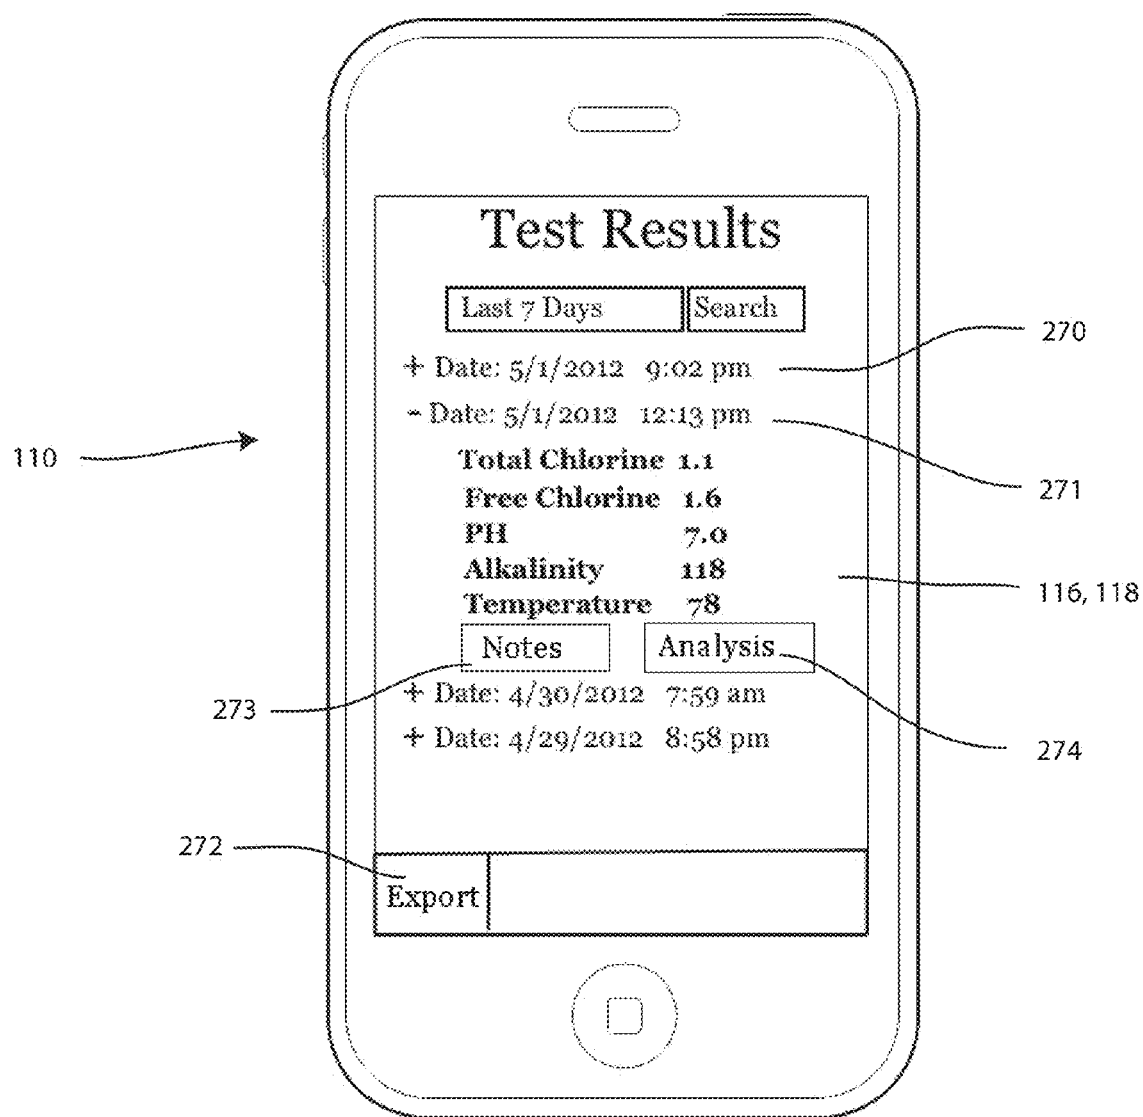 Test Results
Last 7 Days Search
+ Date: 5/1/2012 9:02 pm
270
- Date: 5/1/2012 12:13 pm
110
Total Chlorine 1.1
271
Free Chlorine 1.6
PH 7.0
Alkalinity 118
116, 118
Temperature 78
Notes Analysis
+ Date: 4/30/2012 7:59 am
273
+ Date: 4/29/2012 8:58 pm
274
272
Export